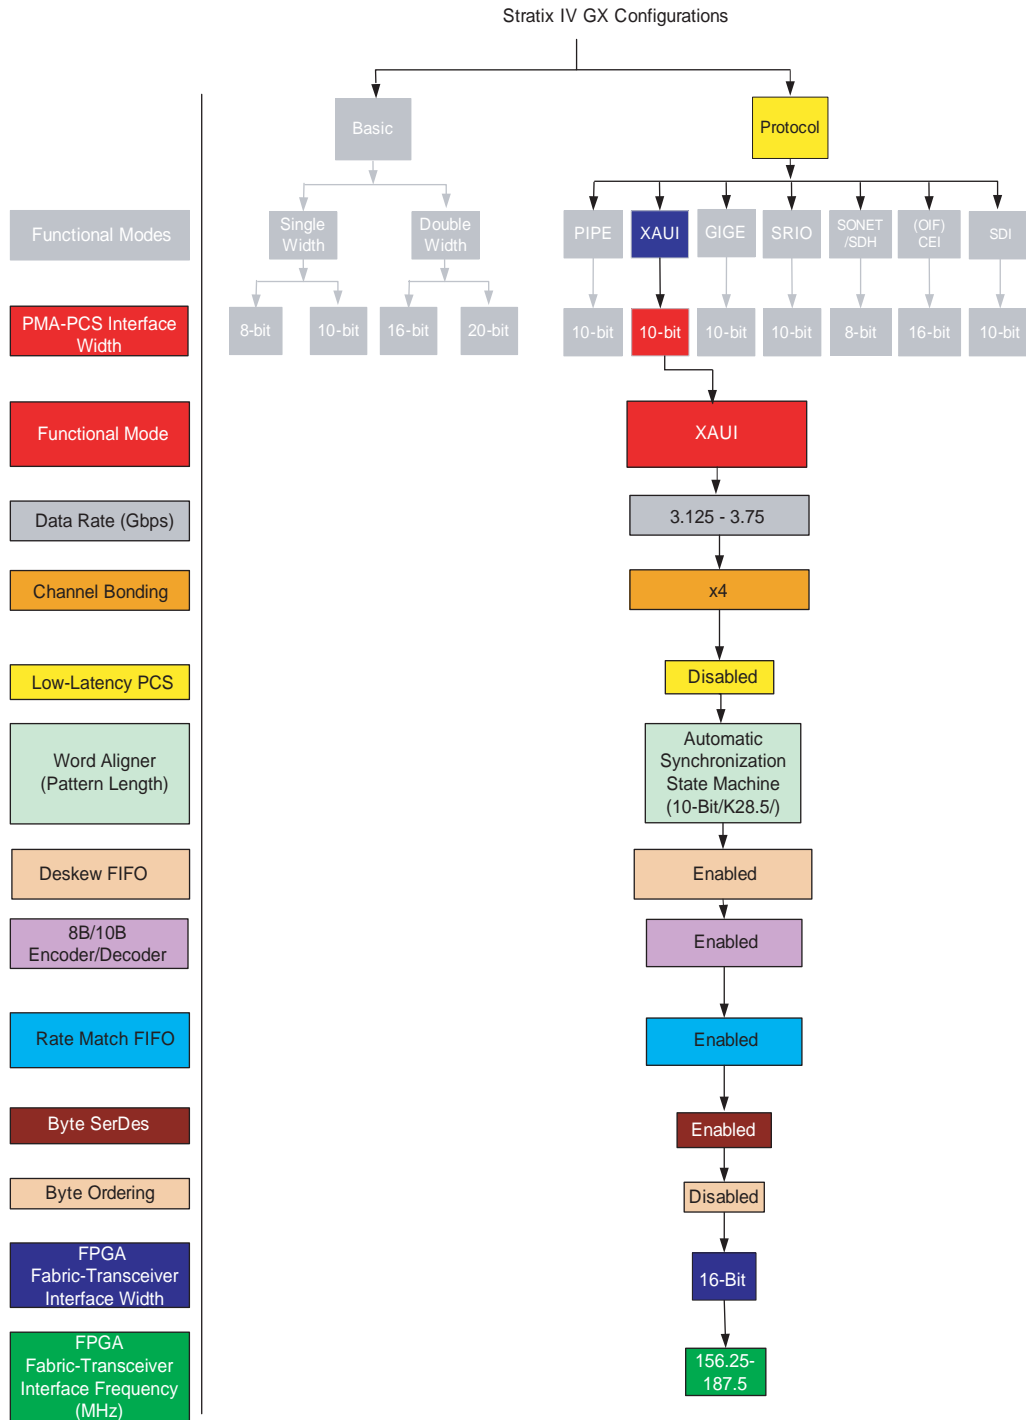 Stratix IV GX Configurations
Basic
Protocol
Functional Modes
Single
Width
Double
Width
PIPE
XAUI
GIGE
SRIO
SONET
/SDH
(OIF)
CEI
SDI
PMA-PCS Interface
Width
8-bit
10-bit
16-bit
20-bit
10-bit
10-bit
10-bit
10-bit
8-bit
16-bit
10-bit
Functional Mode
XAUI
Data Rate (Gbps)
3.125 - 3.75
Channel Bonding
x4
Low-Latency PCS
Disabled
Word Aligner
(Pattern Length)
Automatic
Synchronization
State Machine
(10-Bit/K28.5/)
Deskew FIFO
Enabled
8B/10B
Encoder/Decoder
Enabled
Rate Match FIFO
Enabled
Byte SerDes
Enabled
Byte Ordering
Disabled
FPGA
Fabric-Transceiver
Interface Width
16-Bit
FPGA
Fabric-Transceiver
Interface Frequency
(MHz)
156.25-
187.5